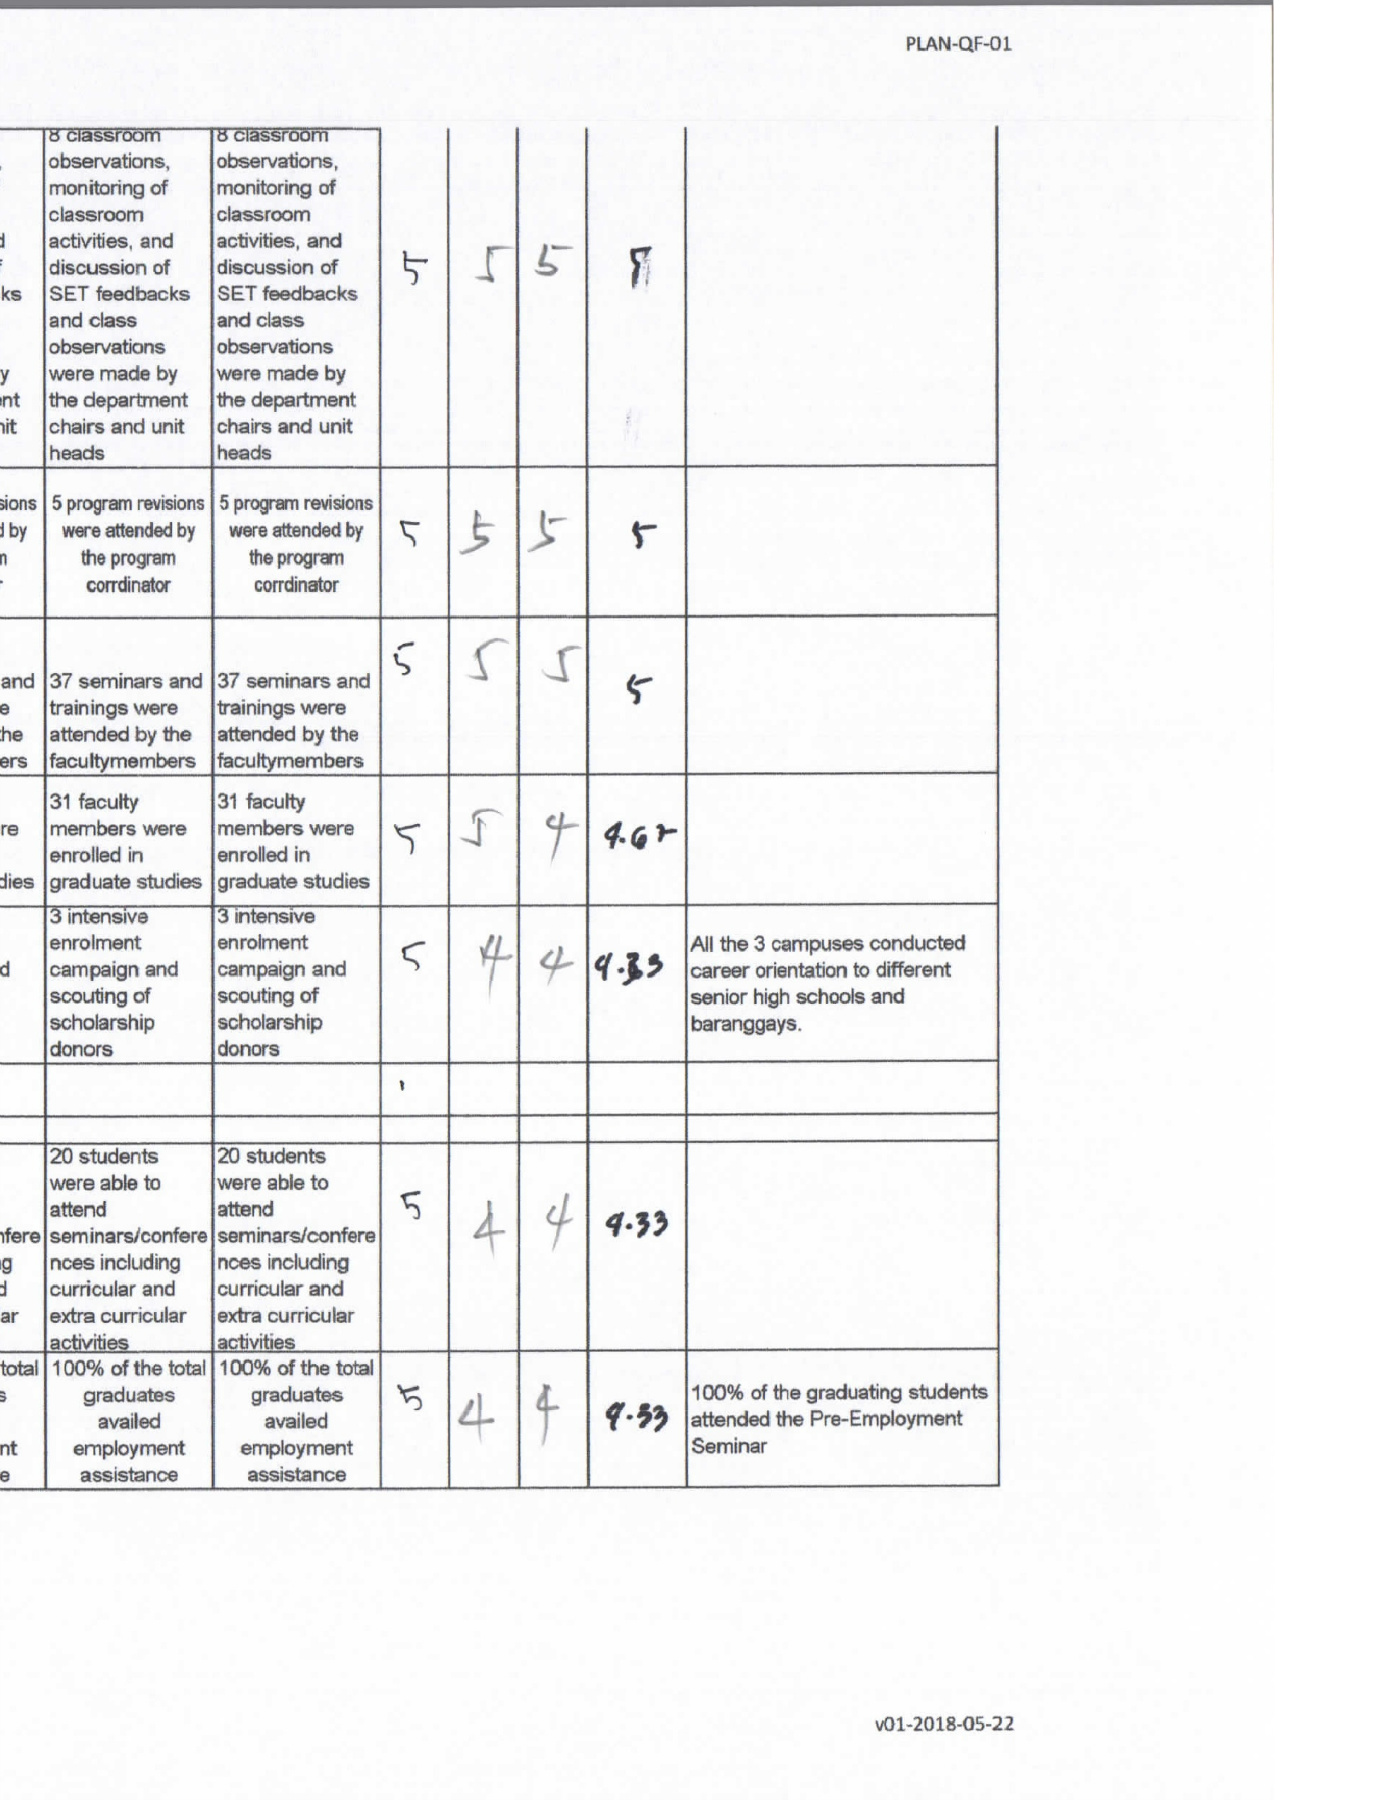 PLAN-QF-01
8 classroom 8 classroom
observations, observations,
monitoring of monitoring of
classroom classroom
activities, and activities, and
discussion of discussion of
ks SET feedbacks SET feedbacks
and class and class
observations observations
y were made by were made by
nt the department the department
nit chairs and unit chairs and unit
heads heads
5 5 5 5
sions 5 program revisions 5 program revisions
d by were attended by were attended by
the program the program
corrdinator corrdinator
5 5 5 5
and 37 seminars and 37 seminars and
e trainings were trainings were
he attended by the attended by the
ers facultymembers facultymembers
5 5 5 5
31 faculty 31 faculty
re members were members were
enrolled in enrolled in
dies graduate studies graduate studies
5 5 4 4.67
3 intensive 3 intensive
enrolment enrolment
d campaign and campaign and
scouting of scouting of
scholarship scholarship
donors donors
5 4 4 4.33
All the 3 campuses conducted
career orientation to different
senior high schools and
baranggays.
20 students 20 students
were able to were able to
attend attend
nfere seminars/confere seminars/confere
g nces including nces including
d curricular and curricular and
ar extra curricular extra curricular
activities activities
5 4 4 4.33
total 100% of the total 100% of the total
s graduates graduates
availed availed
nt employment employment
e assistance assistance
5 4 4 4.33
100% of the graduating students
attended the Pre-Employment
Seminar
v01-2018-05-22